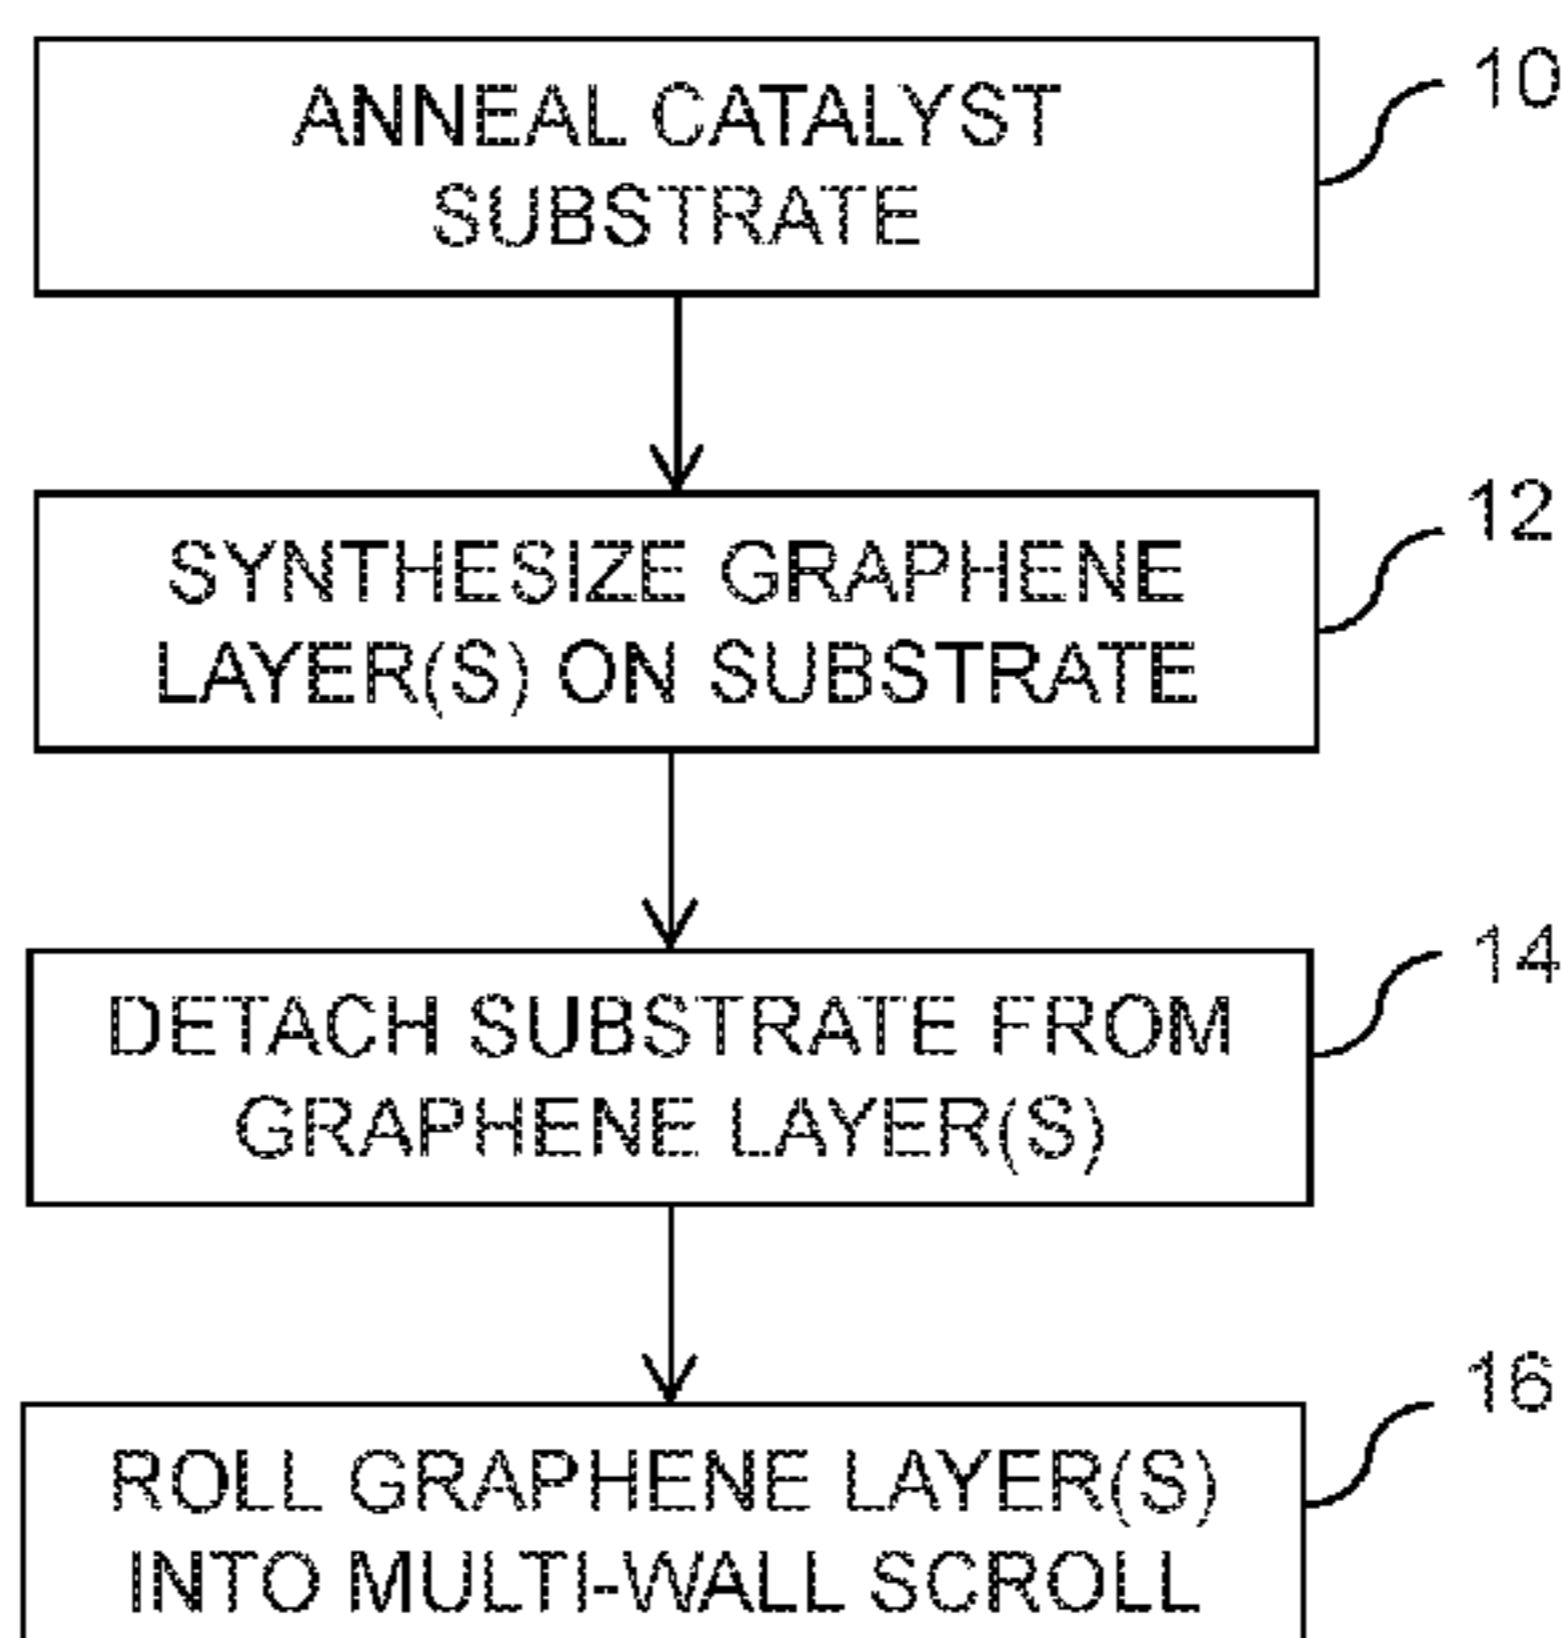 ANNEAL CATALYST
SUBSTRATE
10
SYNTHESIZE GRAPHENE
LAYER(S) ON SUBSTRATE
12
DETACH SUBSTRATE FROM
GRAPHENE LAYER(S)
14
ROLL GRAPHENE LAYER(S)
INTO MULTI-WALL SCROLL
16